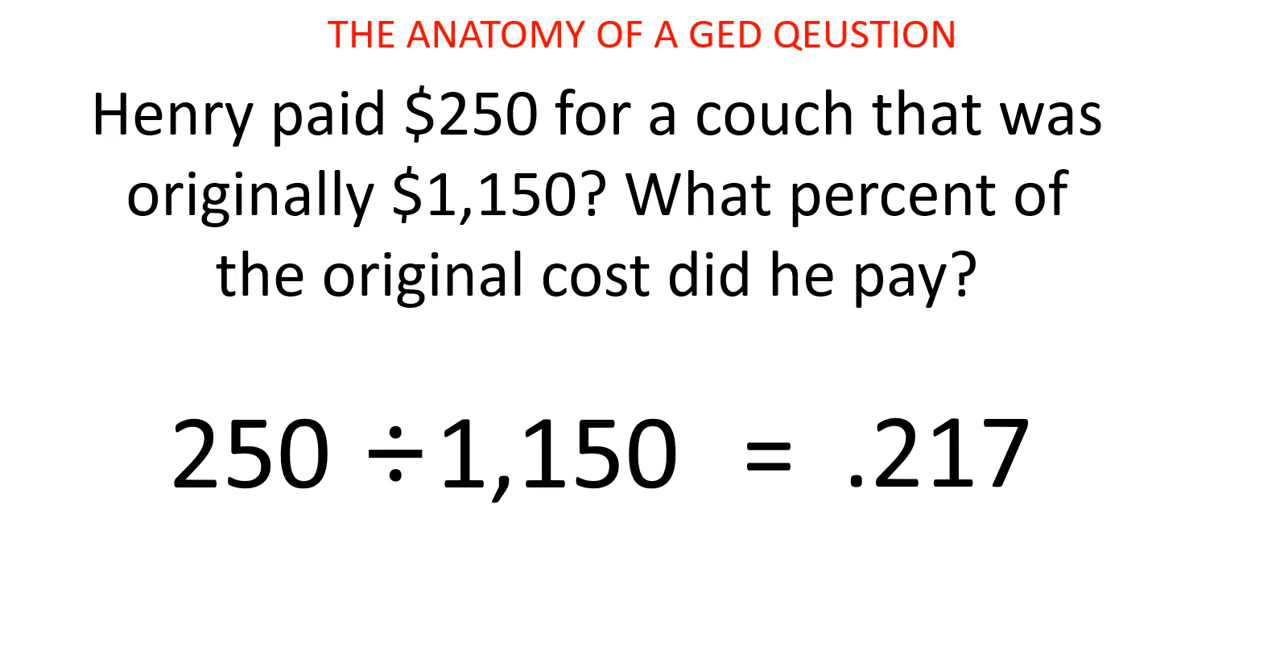 THE ANATOMY OF A GED QEUSTION
Henry paid $250 for a couch that was
originally $1,150? What percent of
the original cost did he pay?
250 ÷ 1,150 = .217